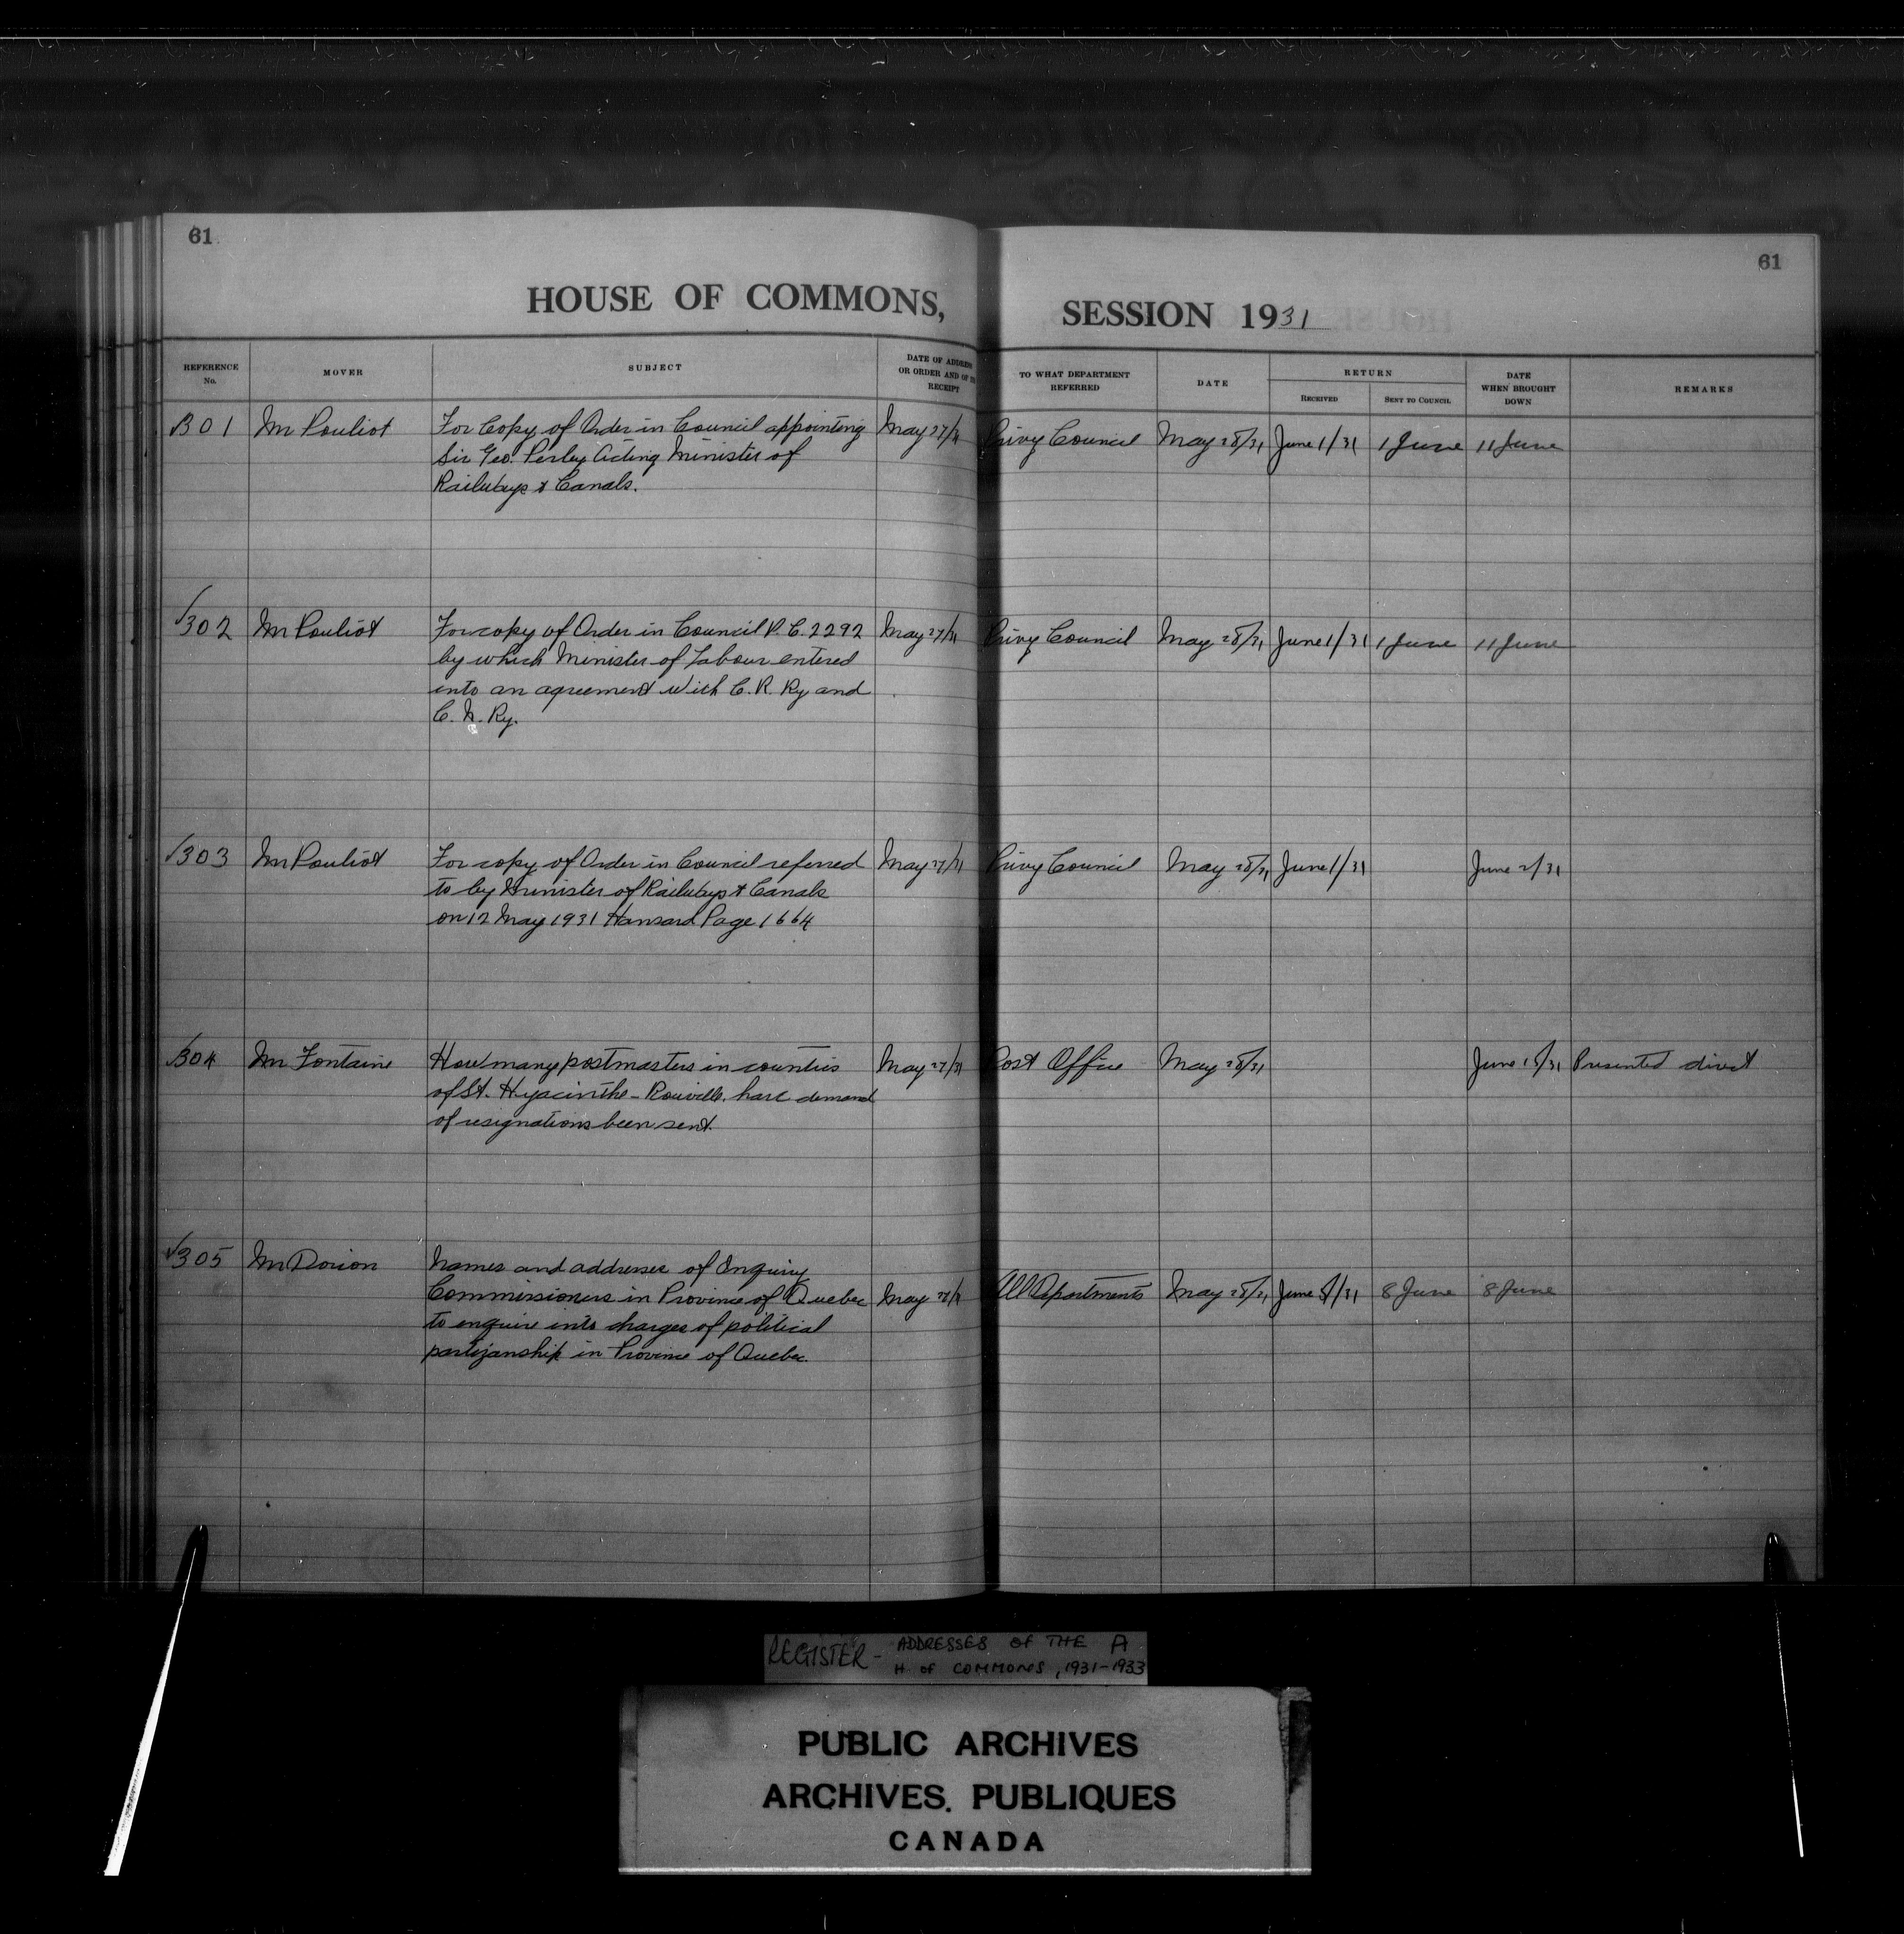 61
61
HOUSE OF COMMONS, SESSION 1931
REFERENCE No. MOVER SUBJECT DATE OF ADDRESS OR ORDER AND OF ITS RECEIPT TO WHAT DEPARTMENT REFERRED DATE RETURN RECEIVED SENT TO COUNCIL DATE WHEN BROUGHT DOWN REMARKS
√301 Mr Pouliot For Copy of Order in Council appointing May 27/31 Privy Council May 28/31 June 1/31 1 June 11 June
Sir Geo. Perley Acting Minister of
Railways & Canals.
√302 Mr Pouliot For copy of Order in Council P.C. 2292 May 27/31 Privy Council May 28/31 June 1/31 1 June 11 June
by which Minister of Labour entered
into an agreement with C. P. Ry and
C. N. Ry.
√303 Mr Pouliot For copy of Order in Council referred May 27/31 Privy Council May 28/31 June 1/31 June 2/31
to by Minister of Railways & Canals
on 12 May 1931 Hansard Page 1664
√304 Mr Fontaine How many postmasters in counties May 27/31 Post Office May 28/31 June 18/31 Presented direct
of St. Hyacinthe - Rouville. have demand
of resignations been sent.
√305 Mr Dorion Names and addresses of Inquiry
Commissioners in Province of Quebec May 27/31 All Departments May 28/31 June 8/31 8 June 8 June
to enquire into charges of political
partizanship in Province of Quebec.
REGISTER - ADDRESSES OF THE A
H OF COMMONS, 1931-1933
PUBLIC ARCHIVES
ARCHIVES PUBLIQUES
CANADA